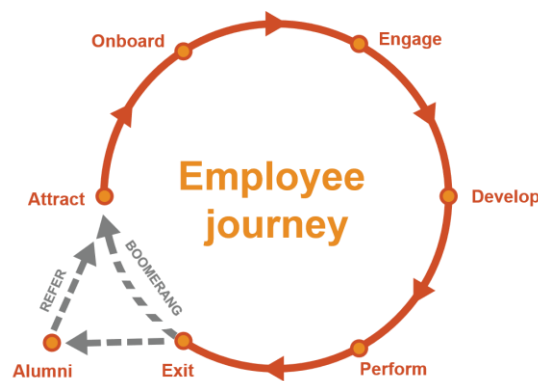 Onboard
Engage
Employee
journey
Attract
Develop
REFER
BOOMERANG
Alumni
Exit
Perform